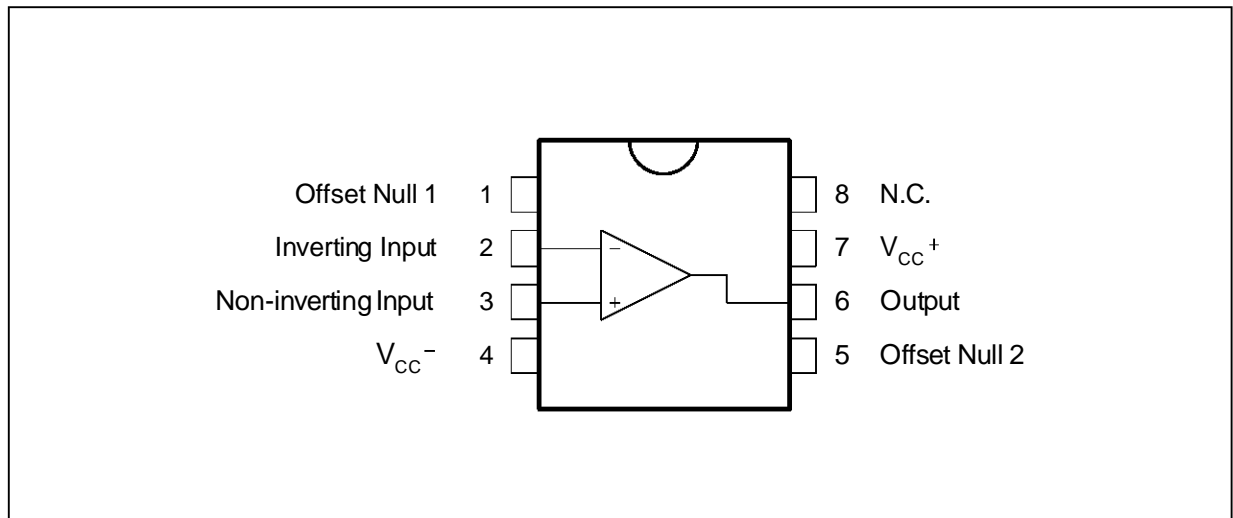 Offset Null 1 1 8 N.C.
Inverting Input 2 − 7 VCC +
Non-inverting Input 3 + 6 Output
VCC − 4 5 Offset Null 2